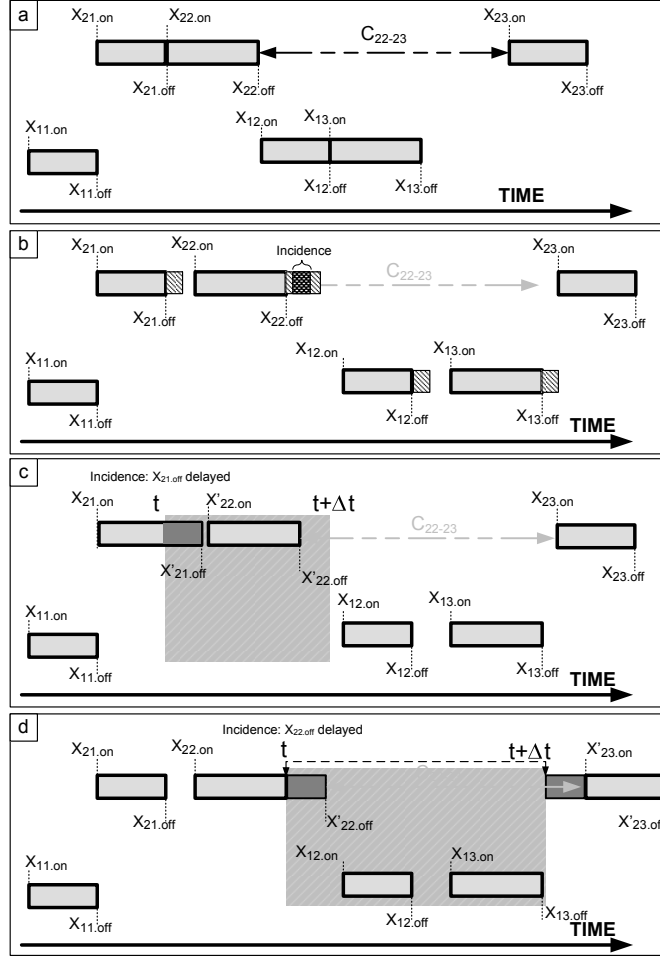 a
X21.on X22.on X23.on
C22-23
X21.off X22.off X23.off
X12.on X13.on
X11.on
X11.off X12.off X13.off
TIME
b
Incidence
X21.on X22.on X23.on
C22-23
X21.off X22.off X23.off
X12.on X13.on
X11.on
X12.off X13.off
X11.off
TIME
c
Incidence: X21.off delayed
X21.on t X'22.on t+Δt X23.on
C22-23
X'21.off X'22.off X23.off
X11.on X12.on X13.on
X11.off X12.off X13.off
TIME
d
Incidence: X22.off delayed
X21.on X22.on t t+Δt X'23.on
X21.off X'22.off
X12.on X13.on
X11.on
X12.off X13.off
X11.off
TIME